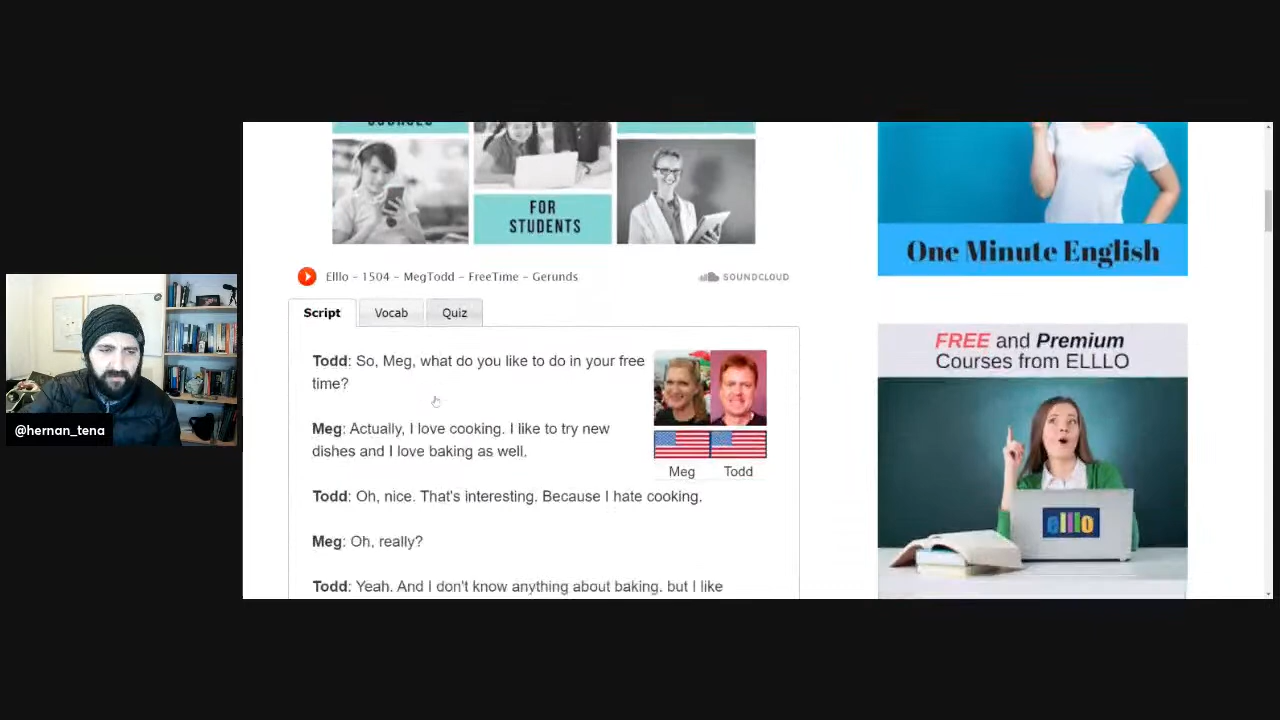 COURSES
FOR
STUDENTS
One Minute English
Elllo - 1504 - MegTodd - FreeTime - Gerunds
SOUNDCLOUD
Script
Vocab
Quiz
Todd: So, Meg, what do you like to do in your free
time?
Meg: Actually, I love cooking. I like to try new
dishes and I love baking as well.
Meg
Todd
Todd: Oh, nice. That's interesting. Because I hate cooking.
Meg: Oh, really?
Todd: Yeah. And I don't know anything about baking, but I like
FREE and Premium
Courses from ELLLO
elllo
@hernan_tena